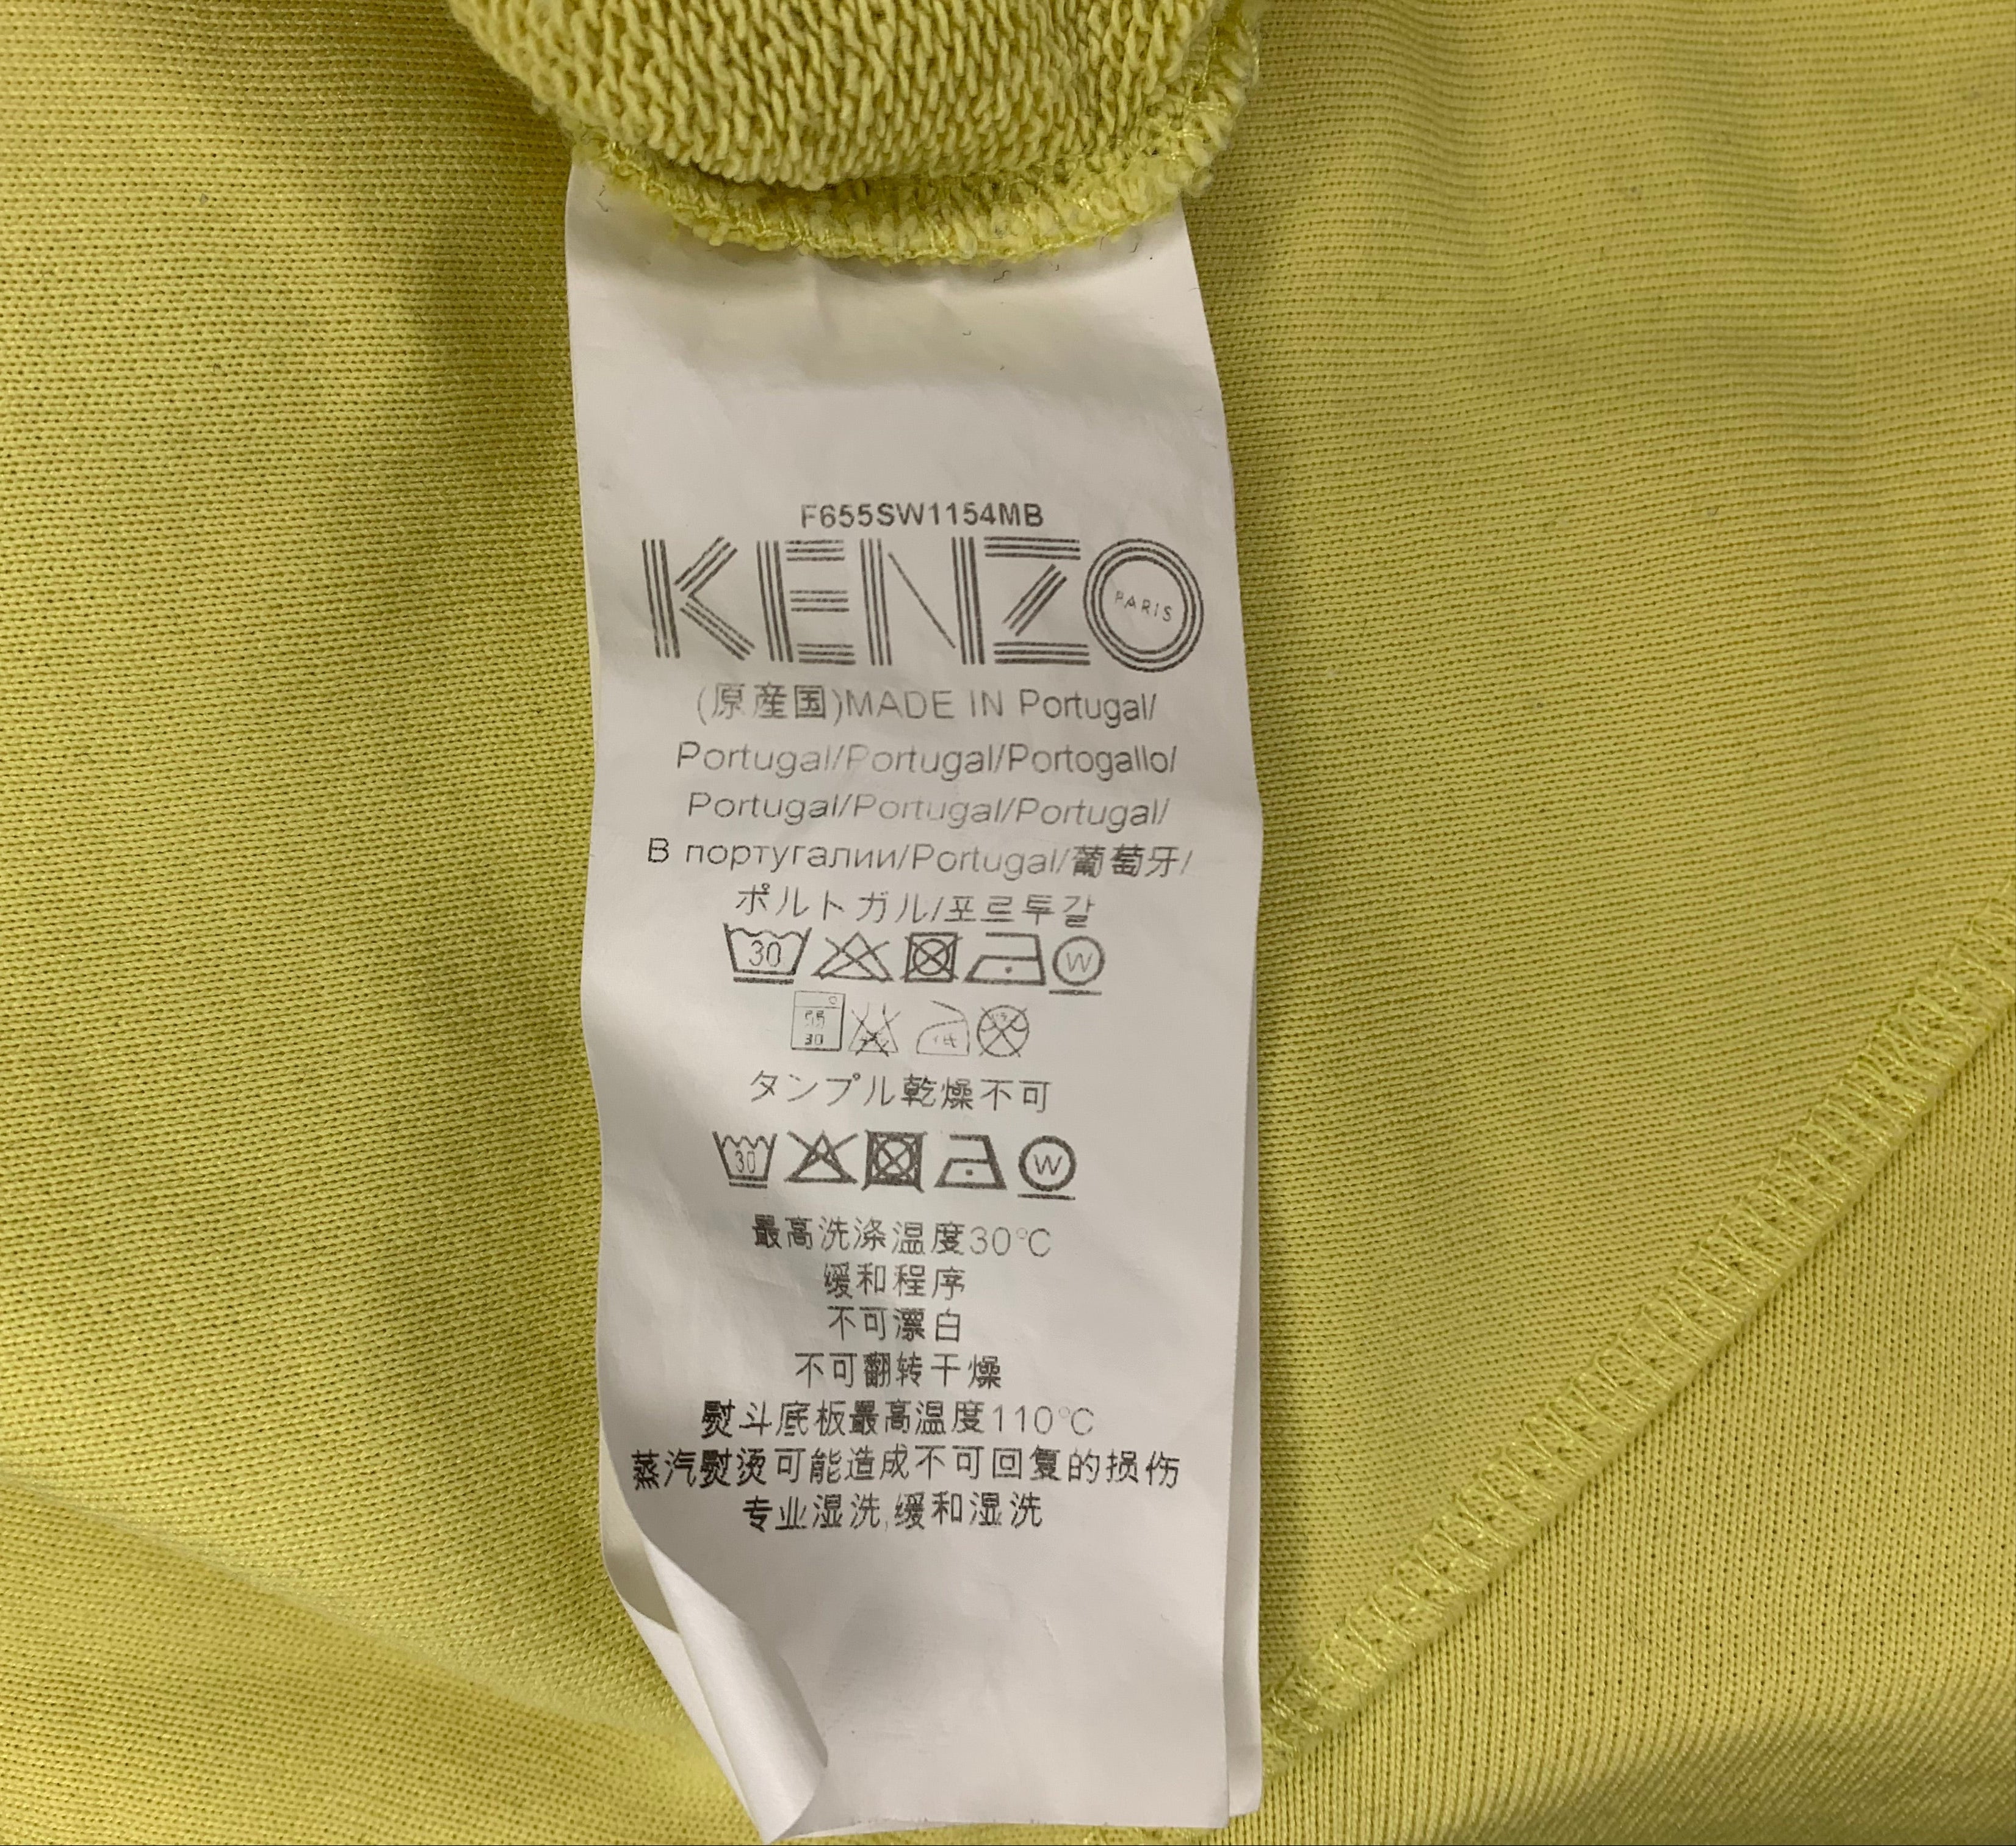 F655SW1154MB
KENZO
PARIS
(原産国)MADE IN Portugal/
Portugal/Portugal/Portogallo/
Portugal/Portugal/Portugal/
В португалии/Portugal/葡萄牙/
ポルトガル/포르투갈
30 W
弱 30 低
タンプル乾燥不可
30 W
最高洗涤温度30°C
缓和程序
不可漂白
不可翻转干燥
熨斗底板最高温度110°C
蒸汽熨烫可能造成不可回复的损伤
专业湿洗,缓和湿洗